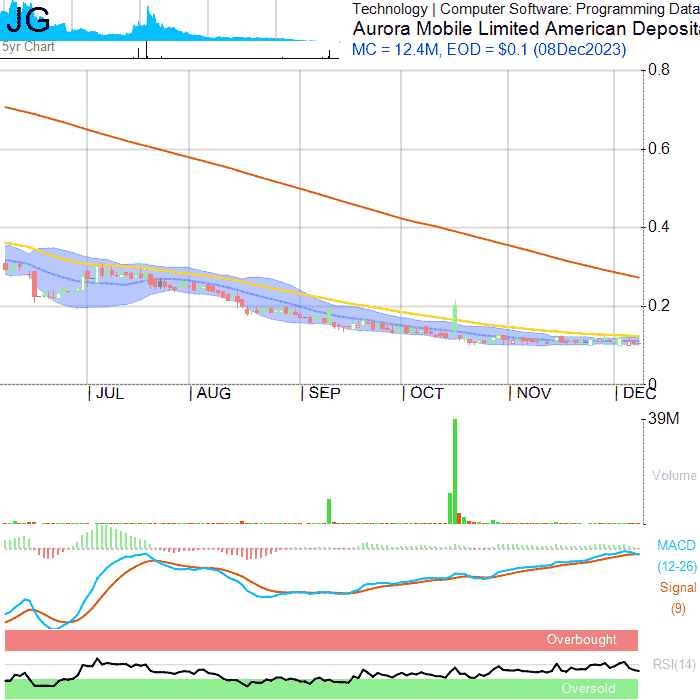 JG
5yr Chart
Technology | Computer Software: Programming Data
Aurora Mobile Limited American Deposit
MC = 12.4M, EOD = $0.1 (08Dec2023)
0.8
0.6
0.4
0.2
0
JUL AUG SEP OCT NOV DEC
39M
Volume
MACD
(12-26)
Signal
(9)
Overbought
RSI(14)
Oversold